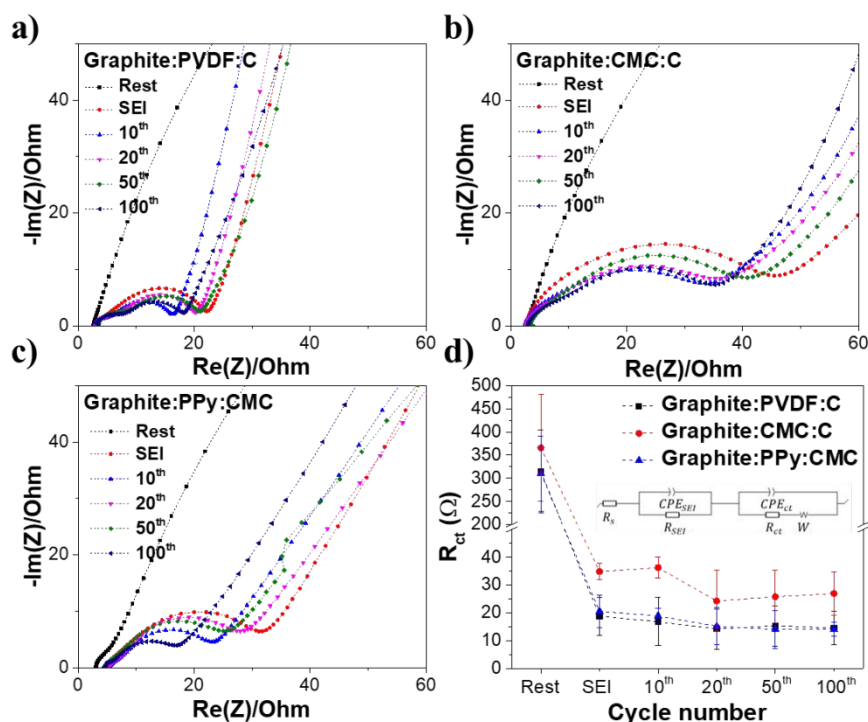 a)
Graphite:PVDF:C
Rest
SEI
10th
20th
50th
100th
-Im(Z)/Ohm
40
20
0
0 20 40 60
Re(Z)/Ohm
b)
Graphite:CMC:C
Rest
SEI
10th
20th
50th
100th
-Im(Z)/Ohm
40
20
0
0 20 40 60
Re(Z)/Ohm
c)
Graphite:PPy:CMC
Rest
SEI
10th
20th
50th
100th
-Im(Z)/Ohm
40
20
0
0 20 40 60
Re(Z)/Ohm
d)
Graphite:PVDF:C
Graphite:CMC:C
Graphite:PPy:CMC
Rct (Ω)
500
450
400
350
300
250
200
40
30
20
10
0
Rs
CPESEI
RSEI
CPEct
Rct W
Rest SEI 10th 20th 50th 100th
Cycle number